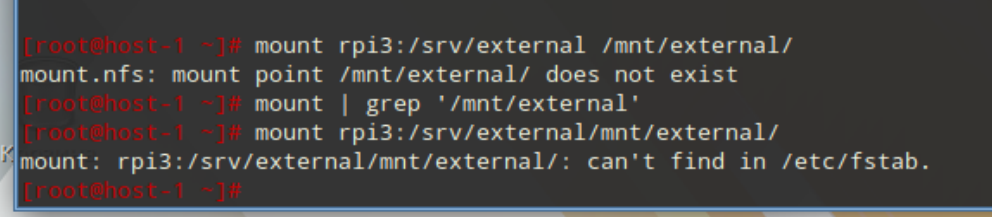 [root@host-1 ~]# mount rpi3:/srv/external /mnt/external/
mount.nfs: mount point /mnt/external/ does not exist
[root@host-1 ~]# mount | grep '/mnt/external'
[root@host-1 ~]# mount rpi3:/srv/external/mnt/external/
mount: rpi3:/srv/external/mnt/external/: can't find in /etc/fstab.
[root@host-1 ~]#
K